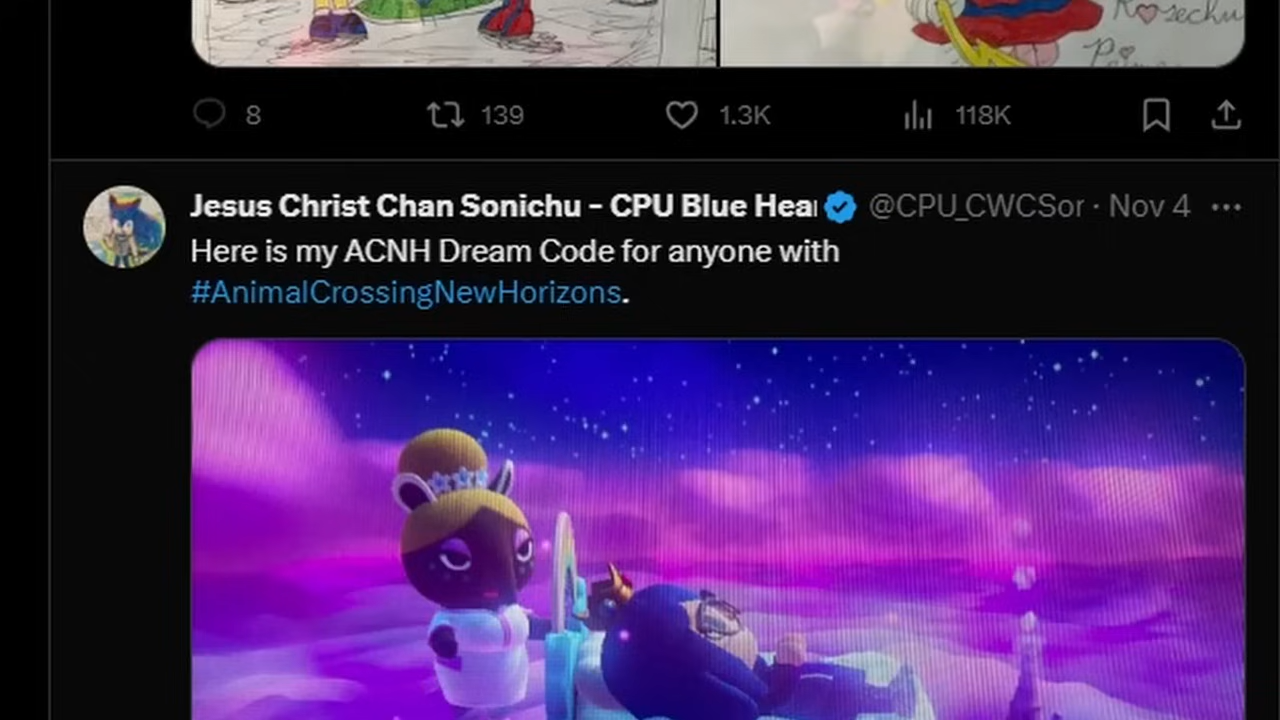 Rosechu
8 139 1.3K 118K
Jesus Christ Chan Sonichu - CPU Blue Hea @CPU_CWCSor · Nov 4 ···
Here is my ACNH Dream Code for anyone with
#AnimalCrossingNewHorizons.